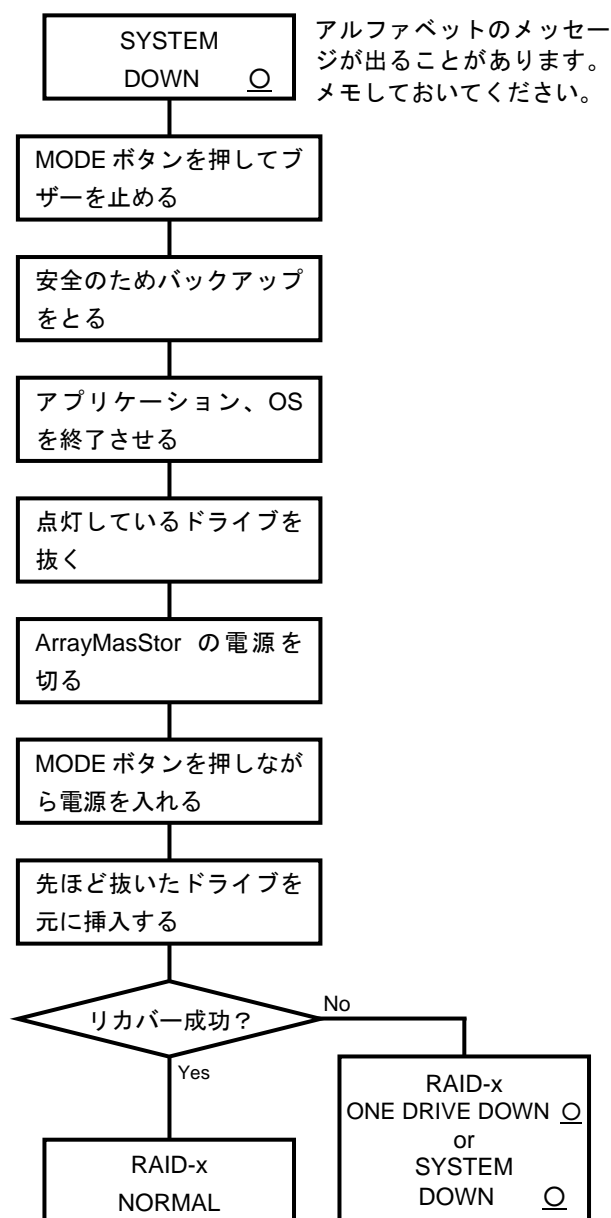 SYSTEM
DOWN ○
アルファベットのメッセー
ジが出ることがあります。
メモしておいてください。
MODE ボタンを押してブ
ザーを止める
安全のためバックアップ
をとる
アプリケーション、OS
を終了させる
点灯しているドライブを
抜く
ArrayMasStor の電源を
切る
MODE ボタンを押しなが
ら電源を入れる
先ほど抜いたドライブを
元に挿入する
リカバー成功？
No
Yes
RAID-x
ONE DRIVE DOWN ○
or
SYSTEM
DOWN ○
RAID-x
NORMAL